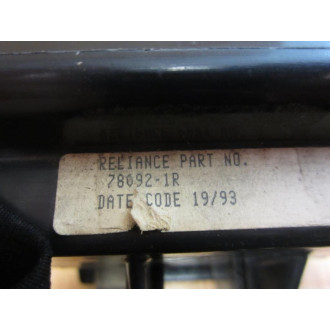 RELIANCE PART NO.
78092-1R
DATE CODE 19/93